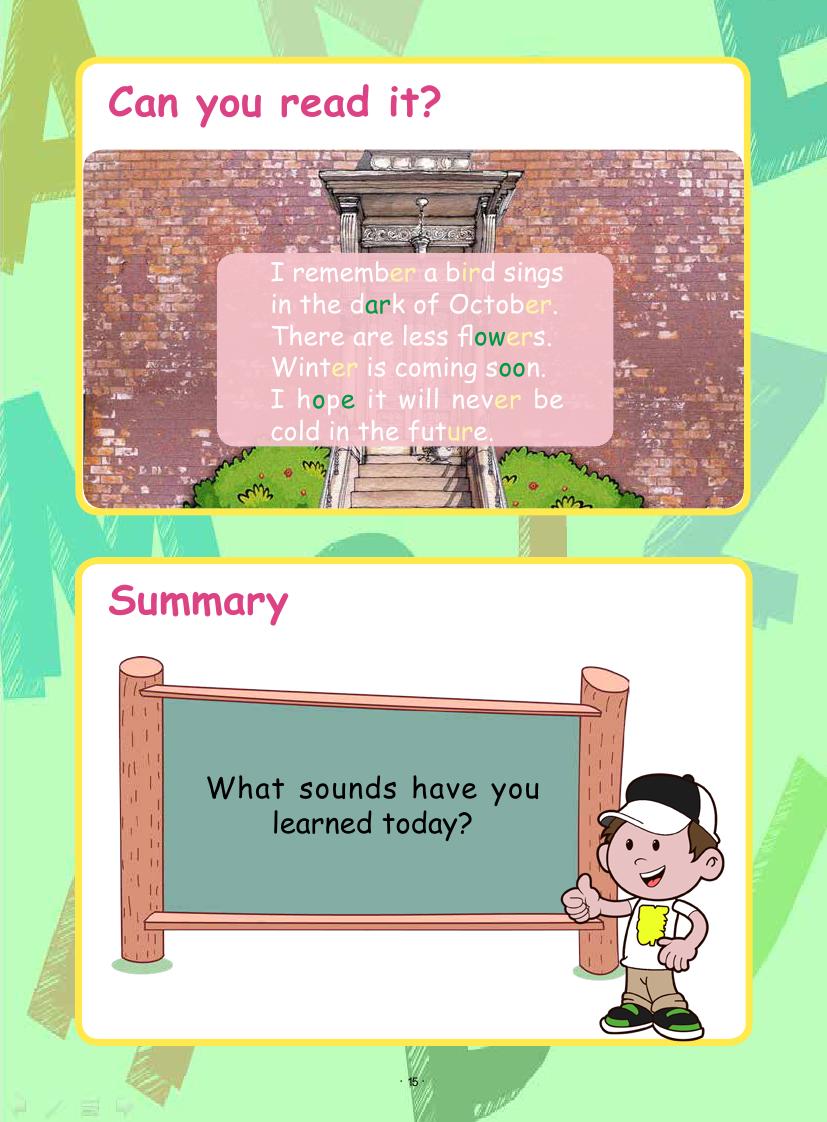 Can you read it?
I remember a bird sings
in the dark of October.
There are less flowers.
Winter is coming soon.
I hope it will never be
cold in the future.
Summary
What sounds have you
learned today?
· 15 ·